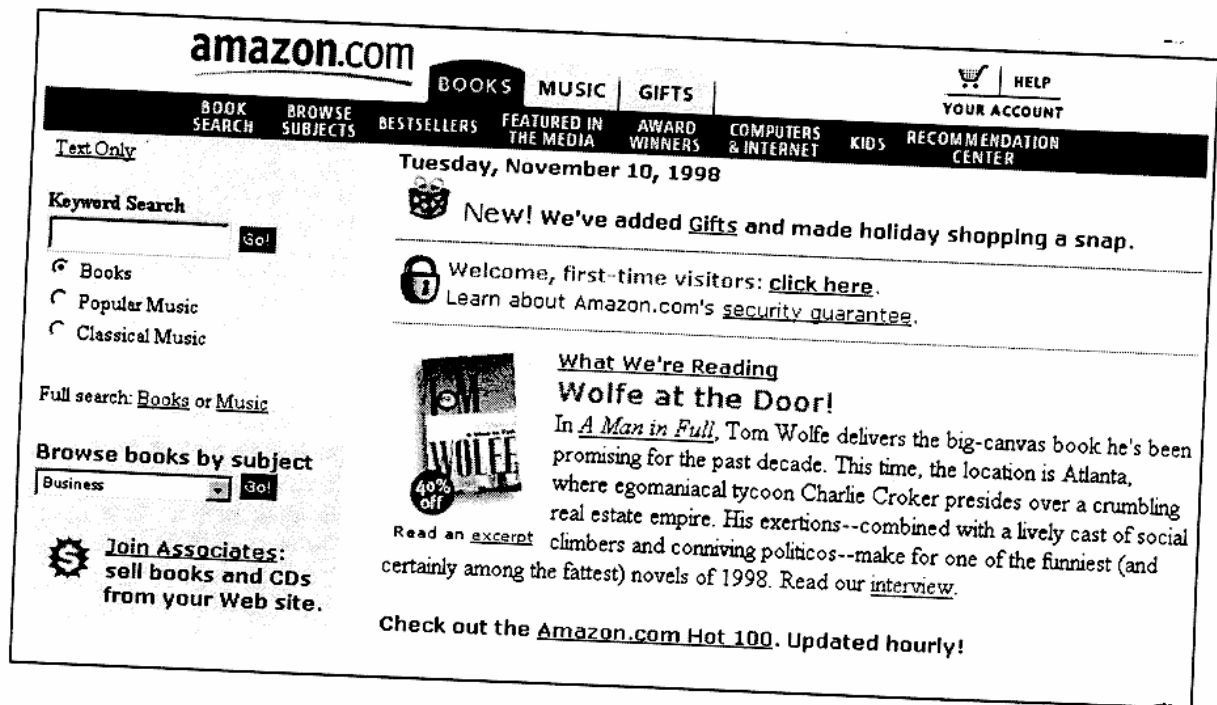 amazon.com
BOOKS MUSIC GIFTS
HELP
YOUR ACCOUNT
BOOK SEARCH
BROWSE SUBJECTS
BESTSELLERS
FEATURED IN THE MEDIA
AWARD WINNERS
COMPUTERS & INTERNET
KIDS
RECOMMENDATION CENTER
Text Only
Keyword Search
Go!
Books
Popular Music
Classical Music
Full search: Books or Music
Browse books by subject
Business
Go!
Join Associates:
sell books and CDs
from your Web site.
Tuesday, November 10, 1998
New! We've added Gifts and made holiday shopping a snap.
Welcome, first-time visitors: click here.
Learn about Amazon.com's security guarantee.
WOLFE
40% off
Read an excerpt
What We're Reading
Wolfe at the Door!
In A Man in Full, Tom Wolfe delivers the big-canvas book he's been
promising for the past decade. This time, the location is Atlanta,
where egomaniacal tycoon Charlie Croker presides over a crumbling
real estate empire. His exertions--combined with a lively cast of social
climbers and conniving politicos--make for one of the funniest (and
certainly among the fattest) novels of 1998. Read our interview.
Check out the Amazon.com Hot 100. Updated hourly!